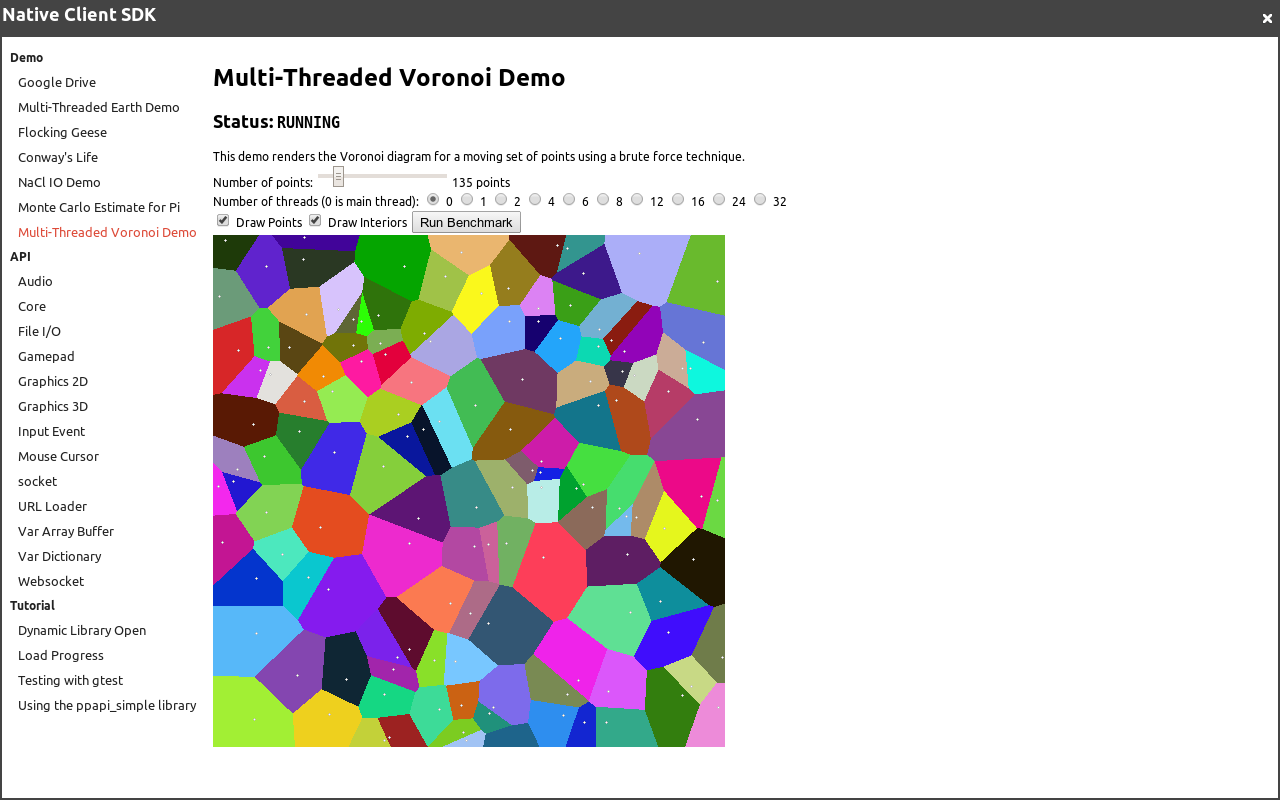 Native Client SDK
Demo
Google Drive
Multi-Threaded Earth Demo
Flocking Geese
Conway's Life
NaCl IO Demo
Monte Carlo Estimate for Pi
Multi-Threaded Voronoi Demo
API
Audio
Core
File I/O
Gamepad
Graphics 2D
Graphics 3D
Input Event
Mouse Cursor
socket
URL Loader
Var Array Buffer
Var Dictionary
Websocket
Tutorial
Dynamic Library Open
Load Progress
Testing with gtest
Using the ppapi_simple library
Multi-Threaded Voronoi Demo
Status: RUNNING
This demo renders the Voronoi diagram for a moving set of points using a brute force technique.
Number of points: 135 points
Number of threads (0 is main thread): 0 1 2 4 6 8 12 16 24 32
Draw Points Draw Interiors Run Benchmark